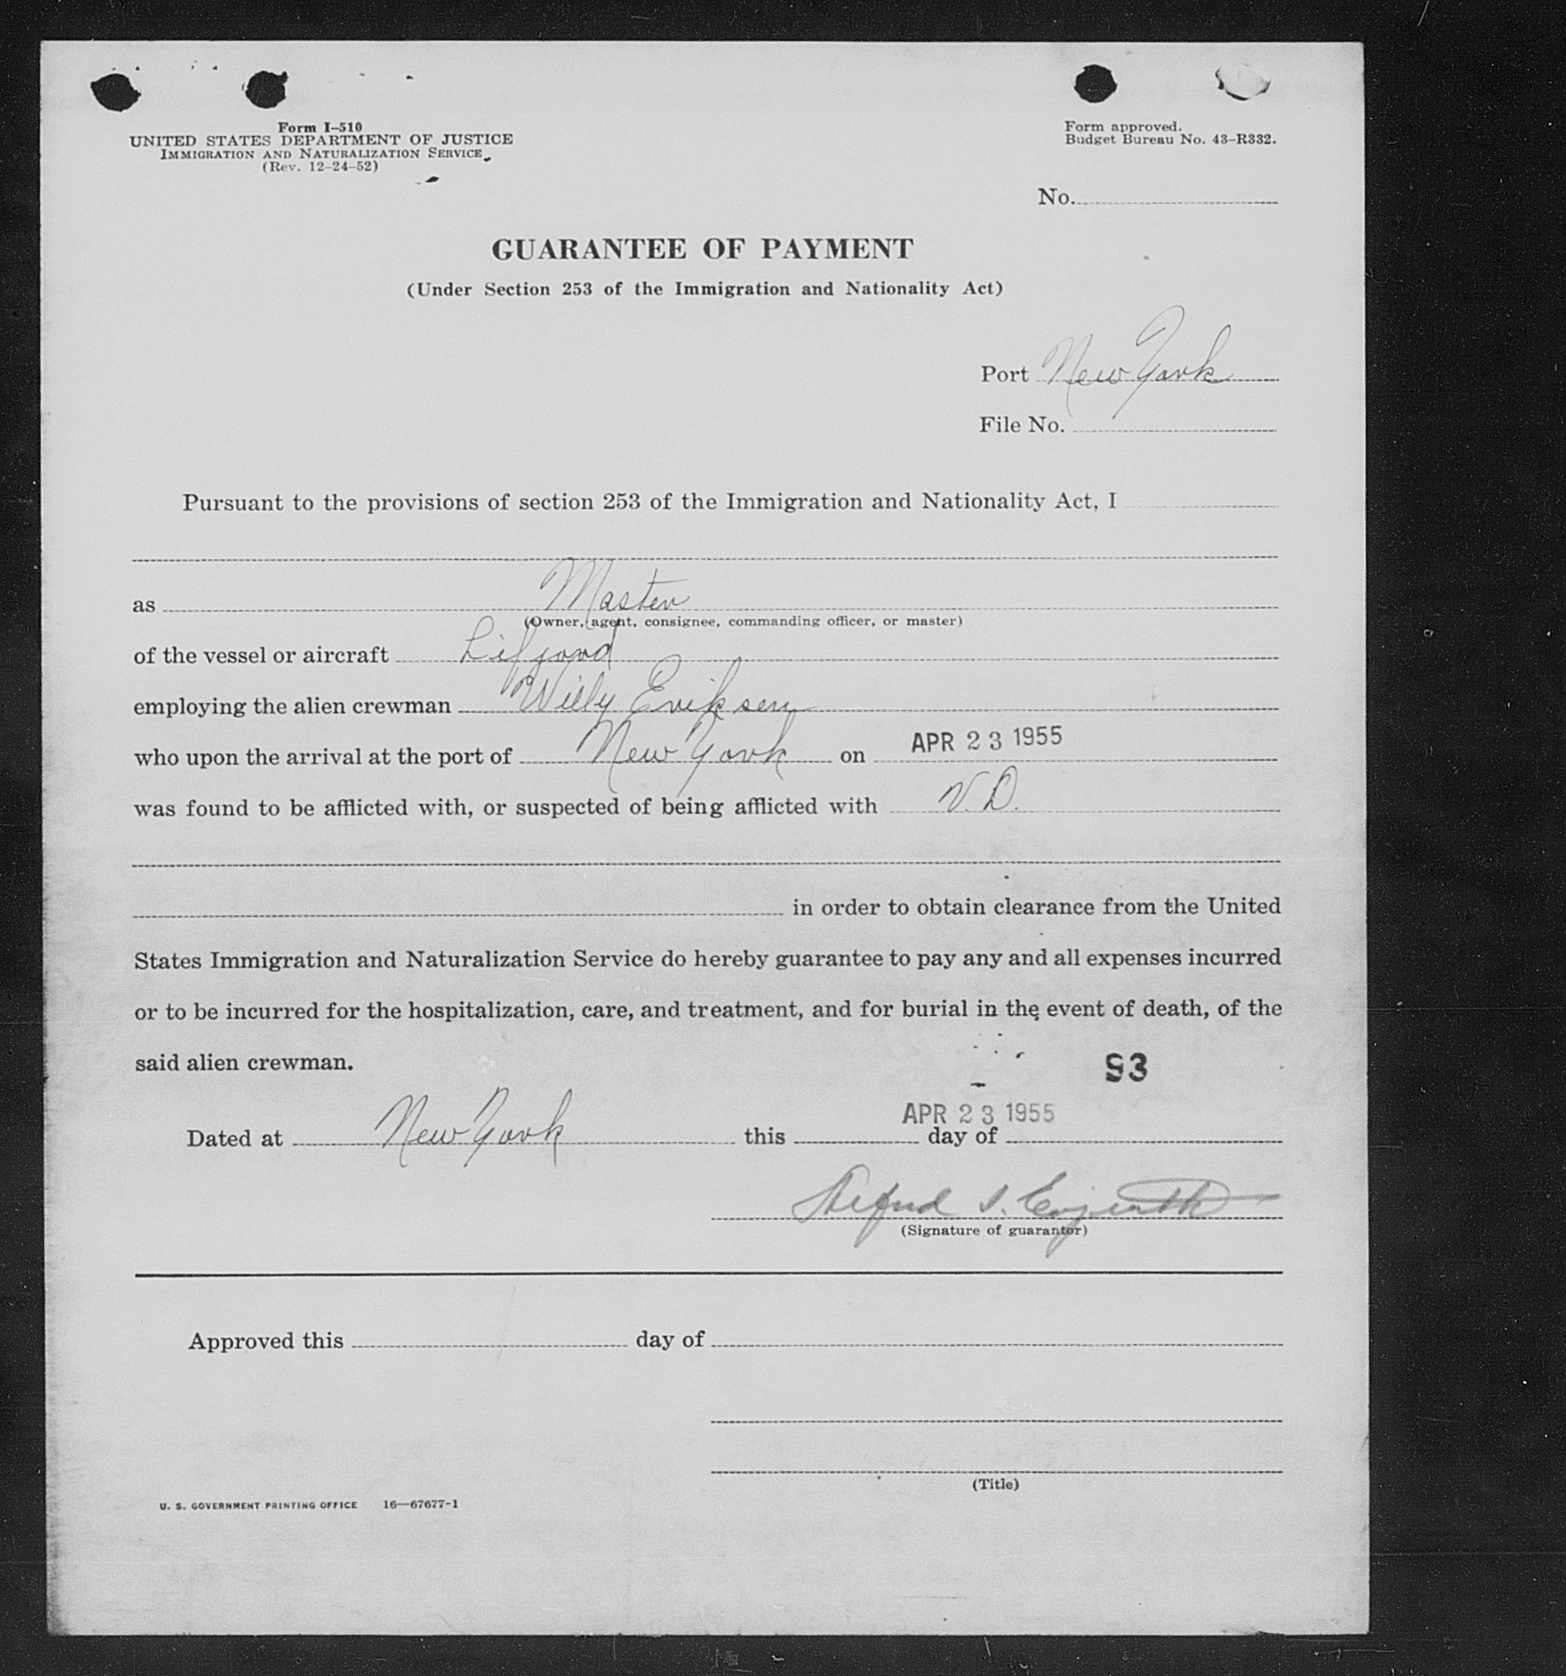 Form I-510
UNITED STATES DEPARTMENT OF JUSTICE
IMMIGRATION AND NATURALIZATION SERVICE
(Rev. 12-24-52)
Form approved.
Budget Bureau No. 43-R332.
No.
GUARANTEE OF PAYMENT
(Under Section 253 of the Immigration and Nationality Act)
Port New York
File No.
Pursuant to the provisions of section 253 of the Immigration and Nationality Act, I
as Master
(Owner, agent, consignee, commanding officer, or master)
of the vessel or aircraft Lifjord
employing the alien crewman Willy Eriksen
who upon the arrival at the port of New York on APR 23 1955
was found to be afflicted with, or suspected of being afflicted with V.D.
in order to obtain clearance from the United
States Immigration and Naturalization Service do hereby guarantee to pay any and all expenses incurred
or to be incurred for the hospitalization, care, and treatment, and for burial in the event of death, of the
said alien crewman.
93
APR 23 1955
Dated at New York this day of
(Signature of guarantor)
Approved this day of
(Title)
U. S. GOVERNMENT PRINTING OFFICE 16—67677-1